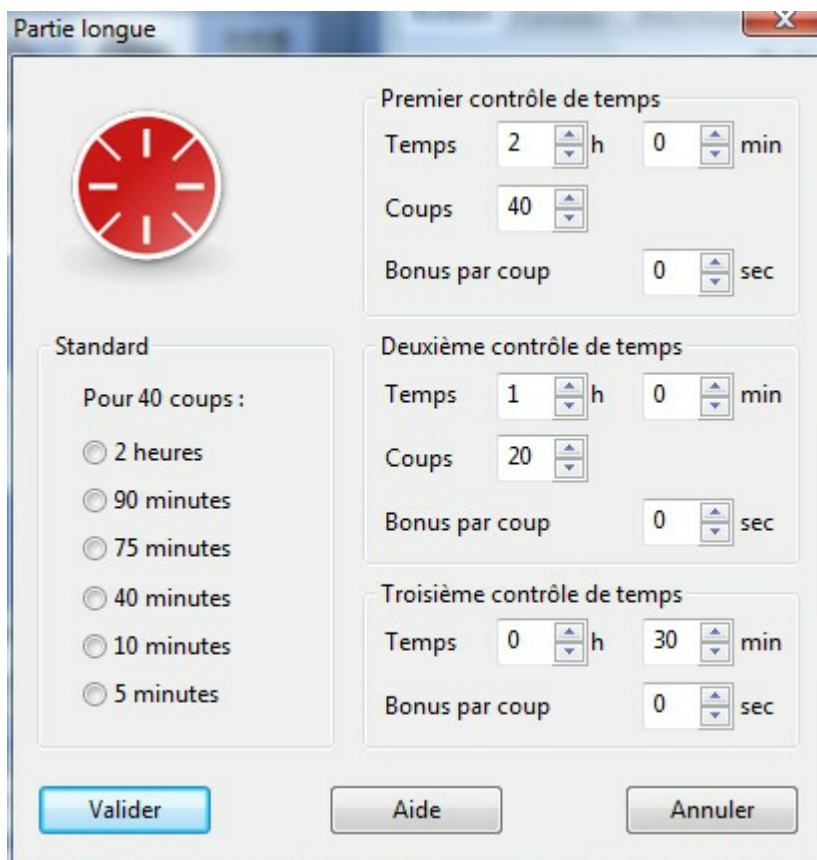 Partie longue
Premier contrôle de temps
Temps 2 h 0 min
Coups 40
Bonus par coup 0 sec
Standard
Pour 40 coups :
2 heures
90 minutes
75 minutes
40 minutes
10 minutes
5 minutes
Deuxième contrôle de temps
Temps 1 h 0 min
Coups 20
Bonus par coup 0 sec
Troisième contrôle de temps
Temps 0 h 30 min
Bonus par coup 0 sec
Valider Aide Annuler